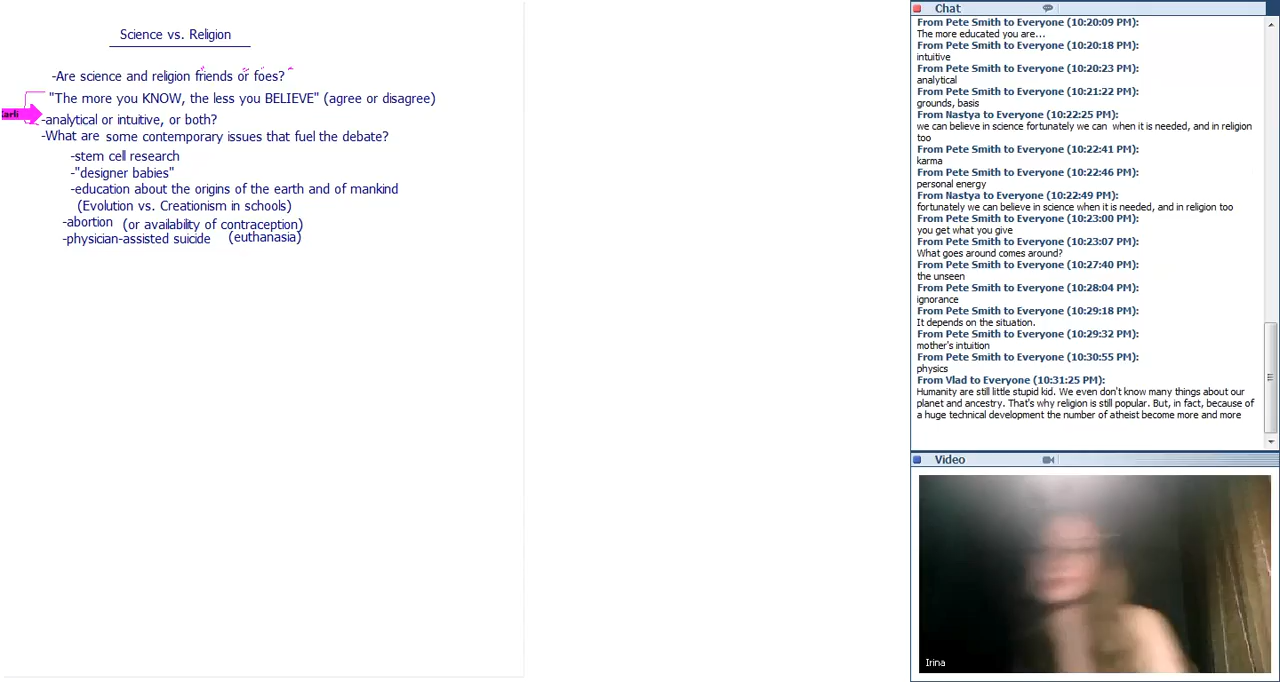 Science vs. Religion
-Are science and religion friends or foes?
"The more you KNOW, the less you BELIEVE" (agree or disagree)
-analytical or intuitive, or both?
-What are some contemporary issues that fuel the debate?
-stem cell research
-"designer babies"
-education about the origins of the earth and of mankind
(Evolution vs. Creationism in schools)
-abortion (or availability of contraception)
-physician-assisted suicide (euthanasia)
Chat
From Pete Smith to Everyone (10:20:09 PM):
The more educated you are...
From Pete Smith to Everyone (10:20:18 PM):
intuitive
From Pete Smith to Everyone (10:20:23 PM):
analytical
From Pete Smith to Everyone (10:21:22 PM):
grounds, basis
From Nastya to Everyone (10:22:25 PM):
we can believe in science fortunately we can when it is needed, and in religion
too
From Pete Smith to Everyone (10:22:41 PM):
karma
From Pete Smith to Everyone (10:22:46 PM):
personal energy
From Nastya to Everyone (10:22:49 PM):
fortunately we can believe in science when it is needed, and in religion too
From Pete Smith to Everyone (10:23:00 PM):
you get what you give
From Pete Smith to Everyone (10:23:07 PM):
What goes around comes around?
From Pete Smith to Everyone (10:27:40 PM):
the unseen
From Pete Smith to Everyone (10:28:04 PM):
ignorance
From Pete Smith to Everyone (10:29:18 PM):
It depends on the situation.
From Pete Smith to Everyone (10:29:32 PM):
mother's intuition
From Pete Smith to Everyone (10:30:55 PM):
physics
From Vlad to Everyone (10:31:25 PM):
Humanity are still little stupid kid. We even don't know many things about our
planet and ancestry. That's why religion is still popular. But, in fact, because of
a huge technical development the number of atheist become more and more
Video
Irina